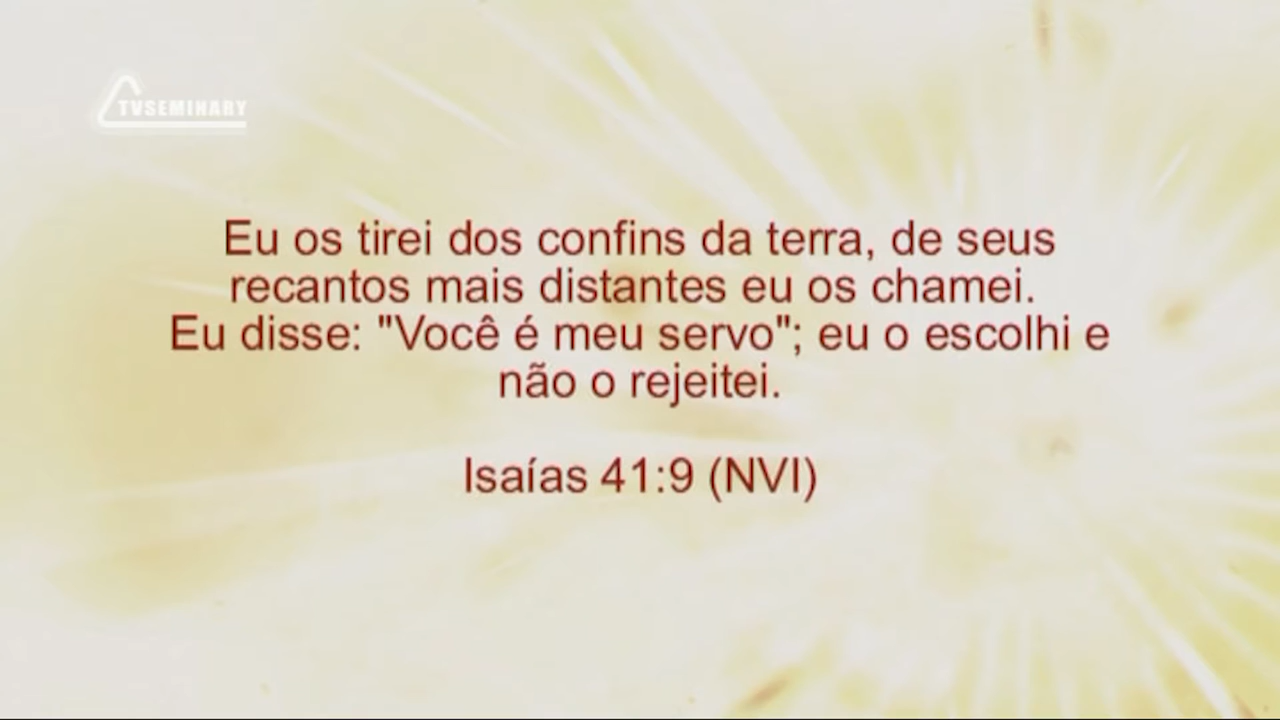 TVSEMINARY
Eu os tirei dos confins da terra, de seus
recantos mais distantes eu os chamei.
Eu disse: "Você é meu servo"; eu o escolhi e
não o rejeitei.
Isaías 41:9 (NVI)